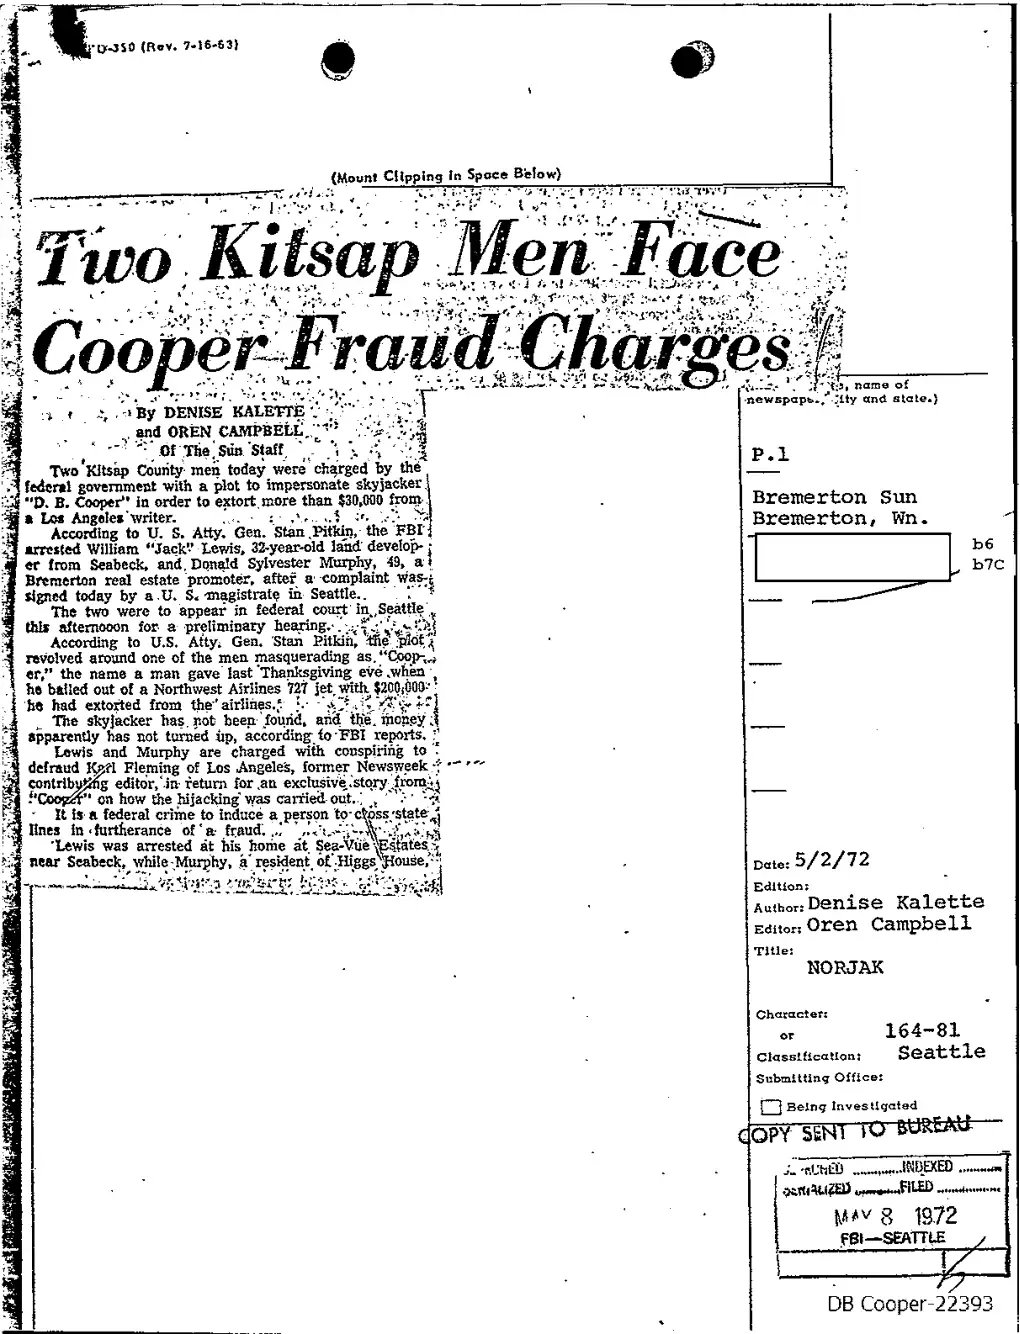 FD-350 (Rev. 7-16-63)
(Mount Clipping in Space Below)
Two Kitsap Men Face
Cooper Fraud Charges
By DENISE KALETTE
and OREN CAMPBELL
Of The Sun Staff
Two Kitsap County men today were charged by the
federal government with a plot to impersonate skyjacker
"D. B. Cooper" in order to extort more than $30,000 from
a Los Angeles writer.
According to U. S. Atty. Gen. Stan Pitkin, the FBI
arrested William "Jack" Lewis, 32-year-old land develop-
er from Seabeck, and Donald Sylvester Murphy, 49, a
Bremerton real estate promoter, after a complaint was
signed today by a U. S. magistrate in Seattle.
The two were to appear in federal court in Seattle
this afternooon for a preliminary hearing.
According to U.S. Atty. Gen. Stan Pitkin, the plot
revolved around one of the men masquerading as "Coop-
er," the name a man gave last Thanksgiving eve when
he bailed out of a Northwest Airlines 727 jet with $200,000
he had extorted from the airlines.
The skyjacker has not been found, and the money
apparently has not turned up, according to FBI reports.
Lewis and Murphy are charged with conspiring to
defraud Karl Fleming of Los Angeles, former Newsweek
contributing editor, in return for an exclusive story from
"Cooper" on how the hijacking was carried out.
It is a federal crime to induce a person to cross state
lines in furtherance of a fraud.
Lewis was arrested at his home at Sea-Vue Estates
near Seabeck, while Murphy, a resident of Higgs House,
name of
newspaper, city and state.)
P.1
Bremerton Sun
Bremerton, Wn.
b6
b7C
Date: 5/2/72
Edition:
Author: Denise Kalette
Editor: Oren Campbell
Title:
NORJAK
Character:
or 164-81
Classification: Seattle
Submitting Office:
Being Investigated
COPY SENT TO BUREAU
INDEXED
SERIALIZED FILED
MAY 8 1972
FBI—SEATTLE
DB Cooper-22393